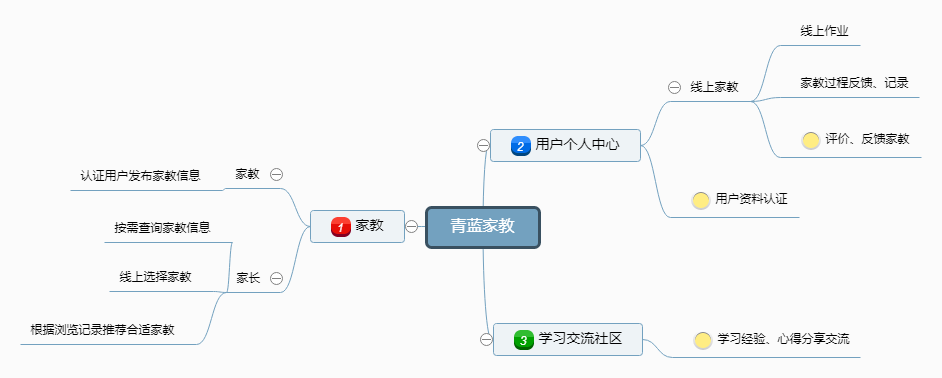 青蓝家教
1 家教
家教
认证用户发布家教信息
家长
按需查询家教信息
线上选择家教
根据浏览记录推荐合适家教
2 用户个人中心
线上家教
线上作业
家教过程反馈、记录
评价、反馈家教
用户资料认证
3 学习交流社区
学习经验、心得分享交流